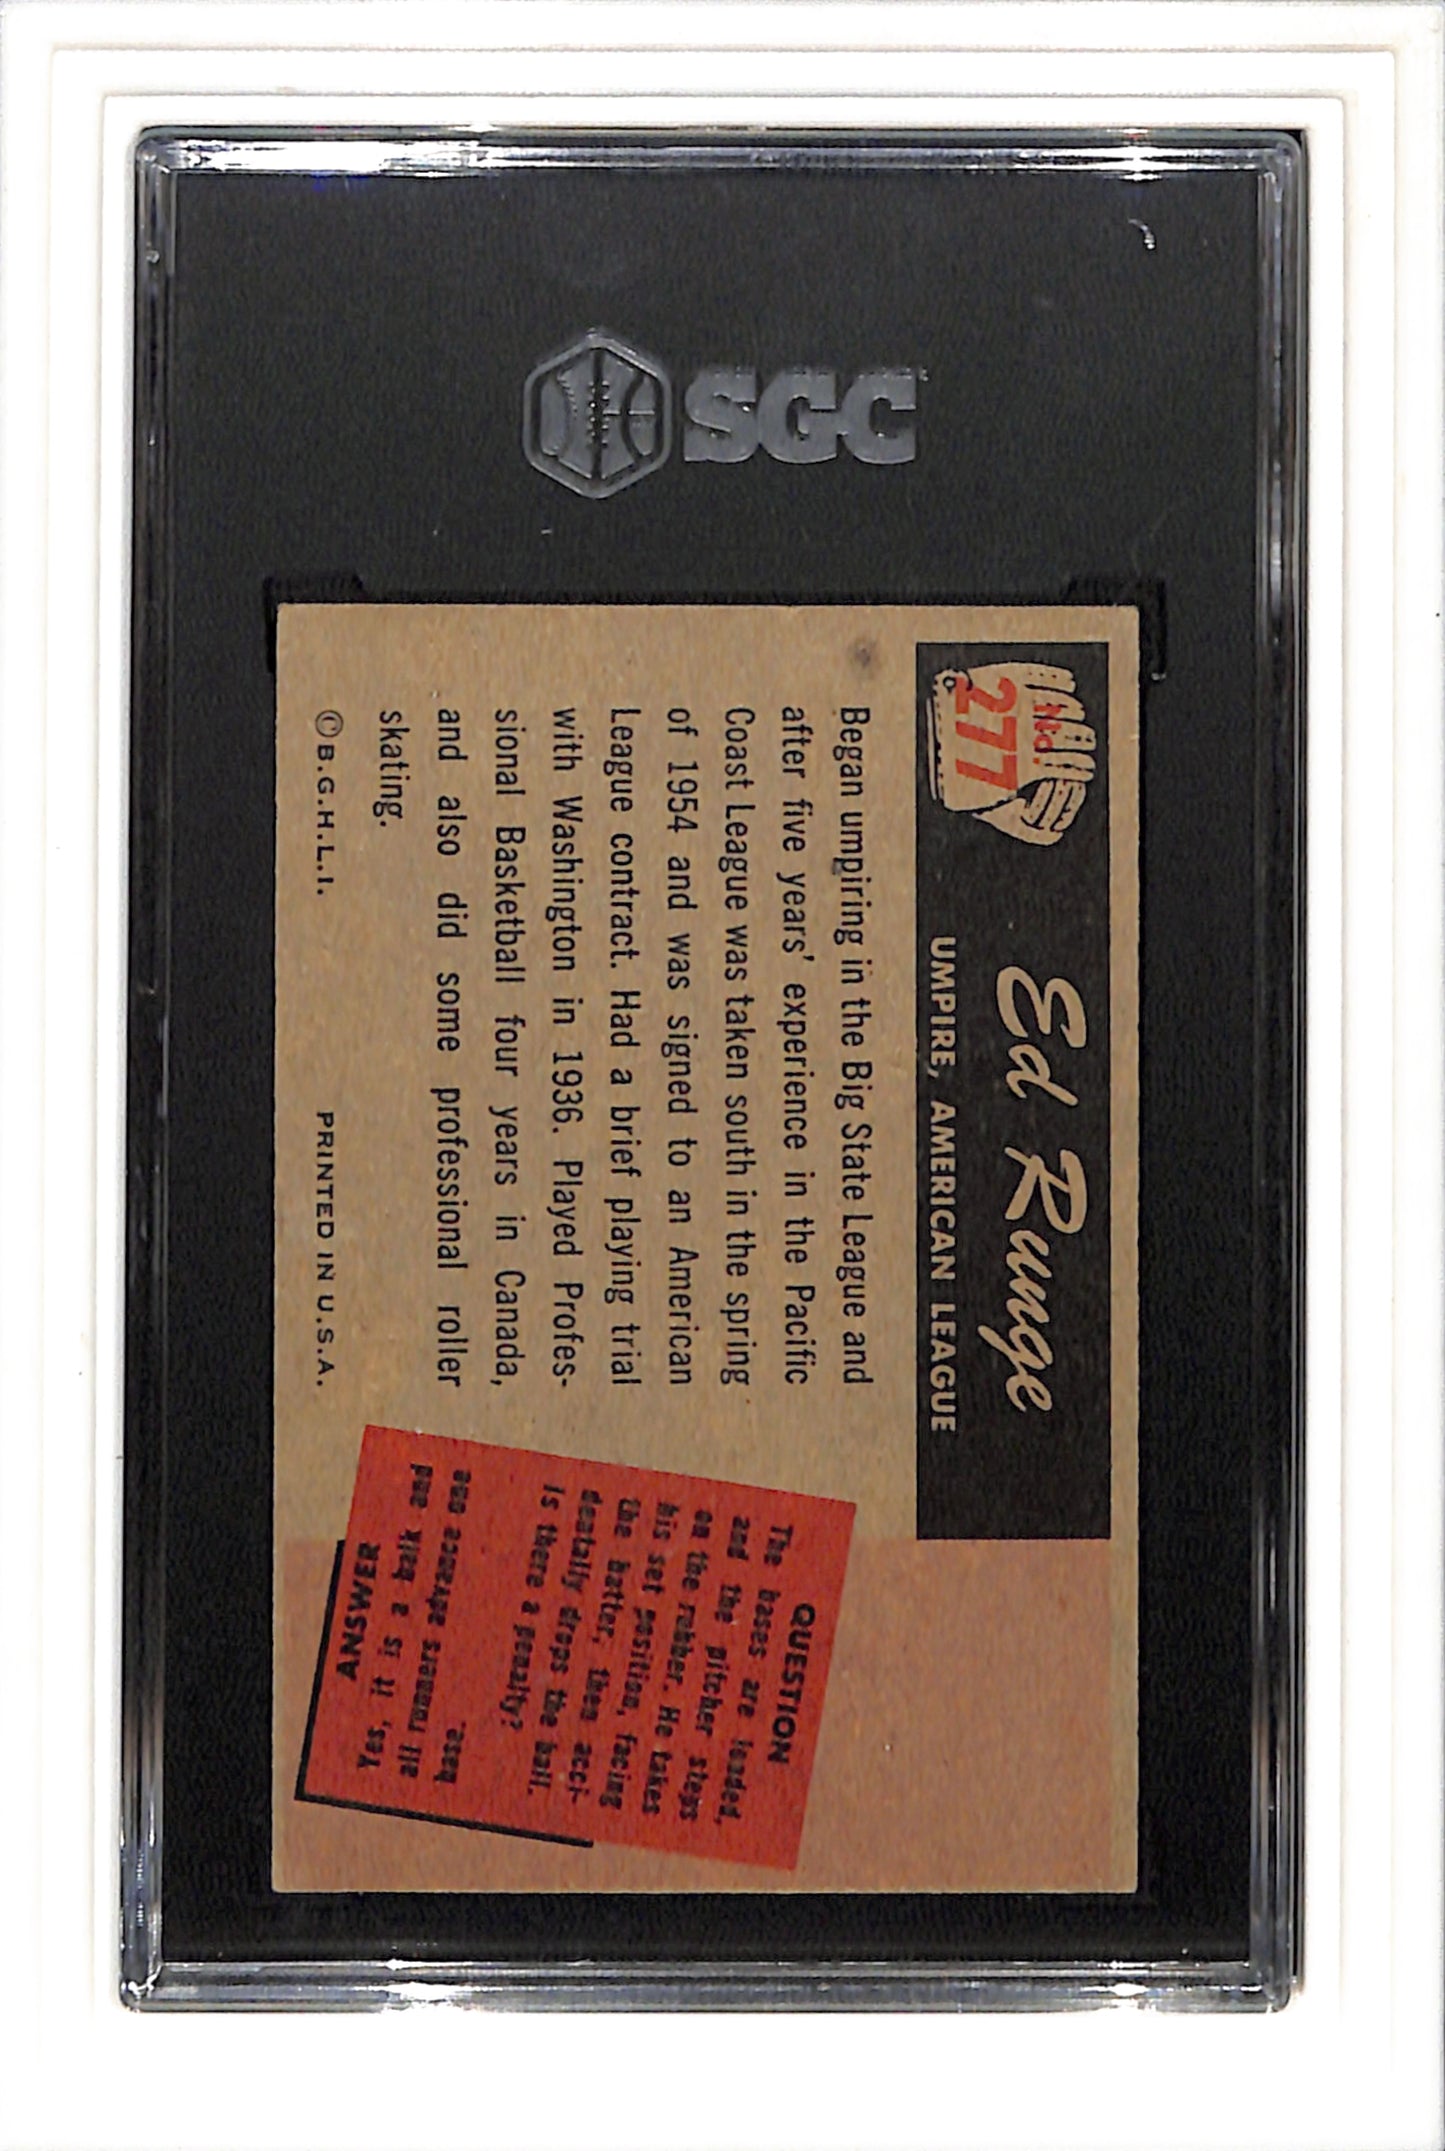 SGC
No.
277
Ed Runge
UMPIRE, AMERICAN LEAGUE
Began umpiring in the Big State League and
after five years' experience in the Pacific
Coast League was taken south in the spring
of 1954 and was signed to an American
League contract. Had a brief playing trial
with Washington in 1936. Played Profes-
sional Basketball four years in Canada,
and also did some professional roller
skating.
© B.G.H.L.I.
PRINTED IN U.S.A.
QUESTION
The bases are loaded,
and the pitcher steps
on the rubber. He takes
his set position, facing
the batter, then acci-
dentally drops the ball.
Is there a penalty?
ANSWER
Yes, it is a balk and
all runners advance one
base.